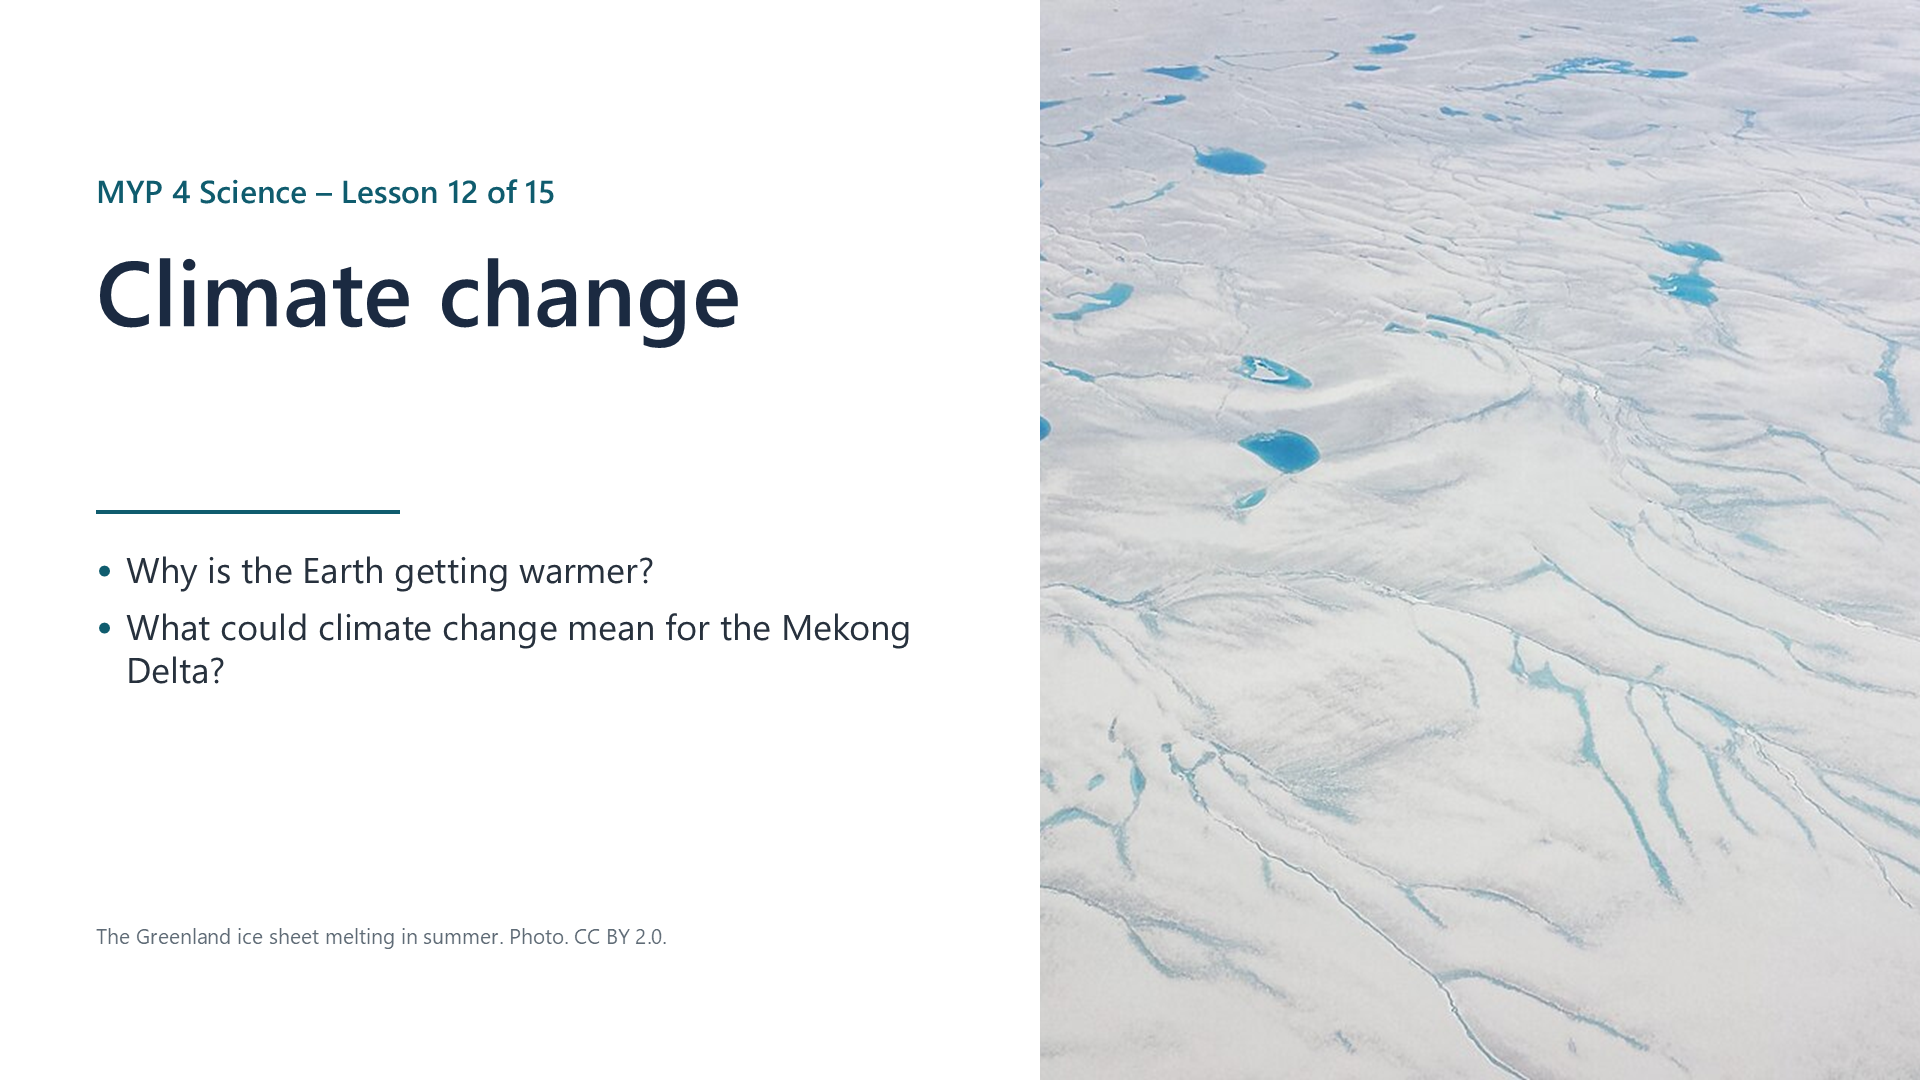 MYP 4 Science – Lesson 12 of 15
Climate change
• Why is the Earth getting warmer?
• What could climate change mean for the Mekong
Delta?
The Greenland ice sheet melting in summer. Photo. CC BY 2.0.